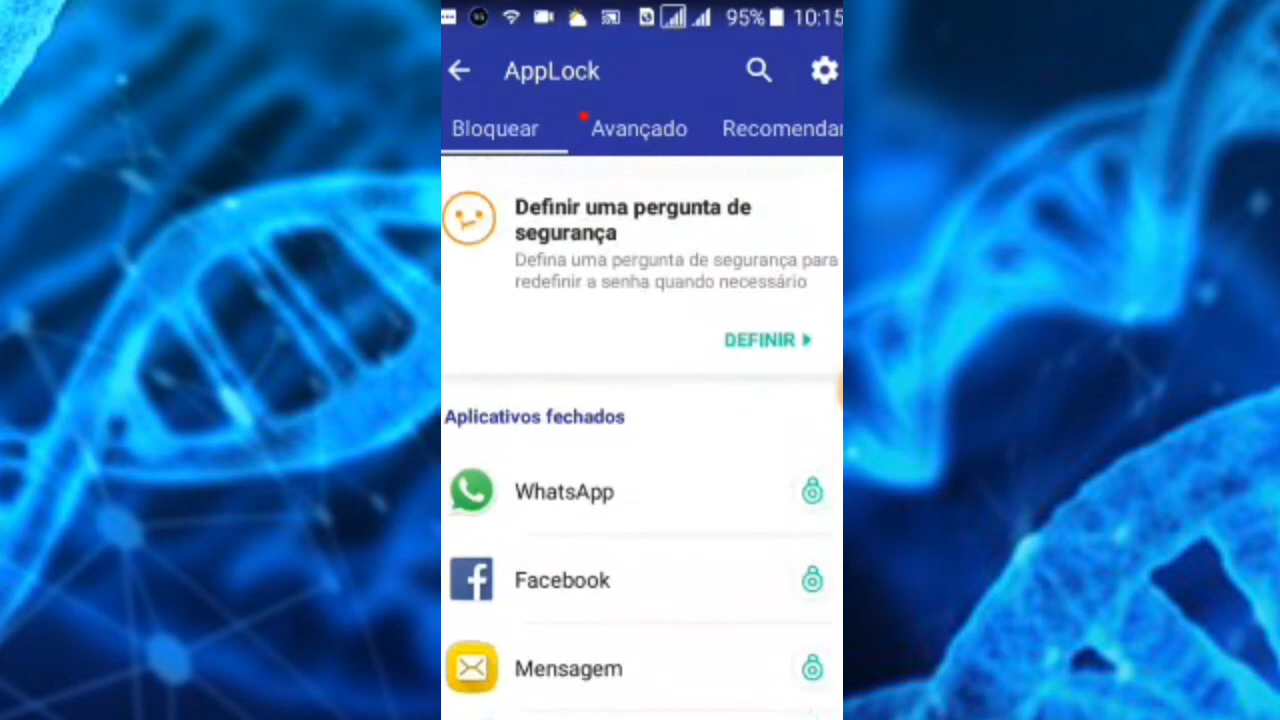 95% 10:15
AppLock
Bloquear Avançado Recomendar
Definir uma pergunta de
segurança
Defina uma pergunta de segurança para
redefinir a senha quando necessário
DEFINIR
Aplicativos fechados
WhatsApp
Facebook
Mensagem